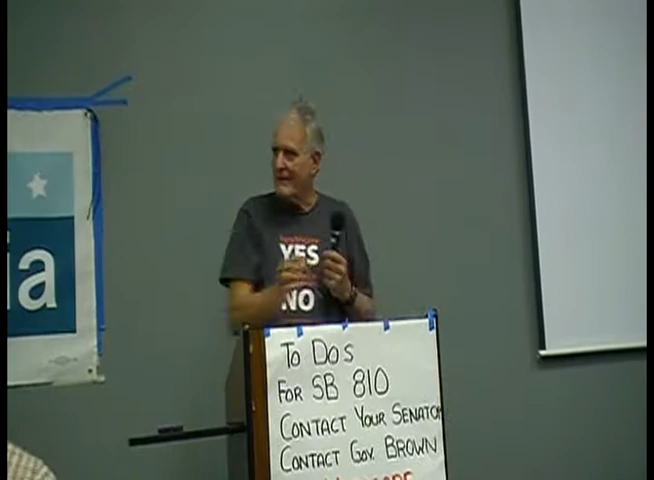 ia
YES
NO
TO DOS
FOR SB 810
CONTACT YOUR SENATOR
CONTACT GOV. BROWN